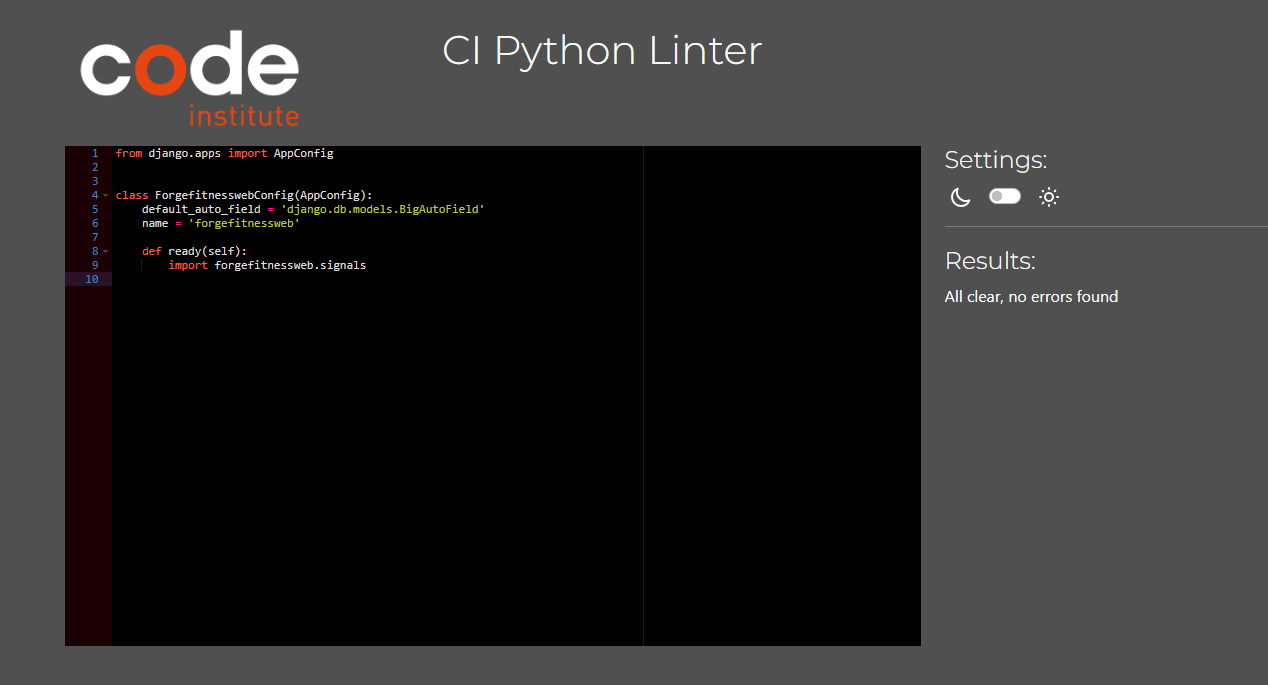 code
institute
CI Python Linter
1 from django.apps import AppConfig
2
3
4 class ForgefitnesswebConfig(AppConfig):
5     default_auto_field = 'django.db.models.BigAutoField'
6     name = 'forgefitnessweb'
7
8     def ready(self):
9         import forgefitnessweb.signals
10
Settings:
Results:
All clear, no errors found